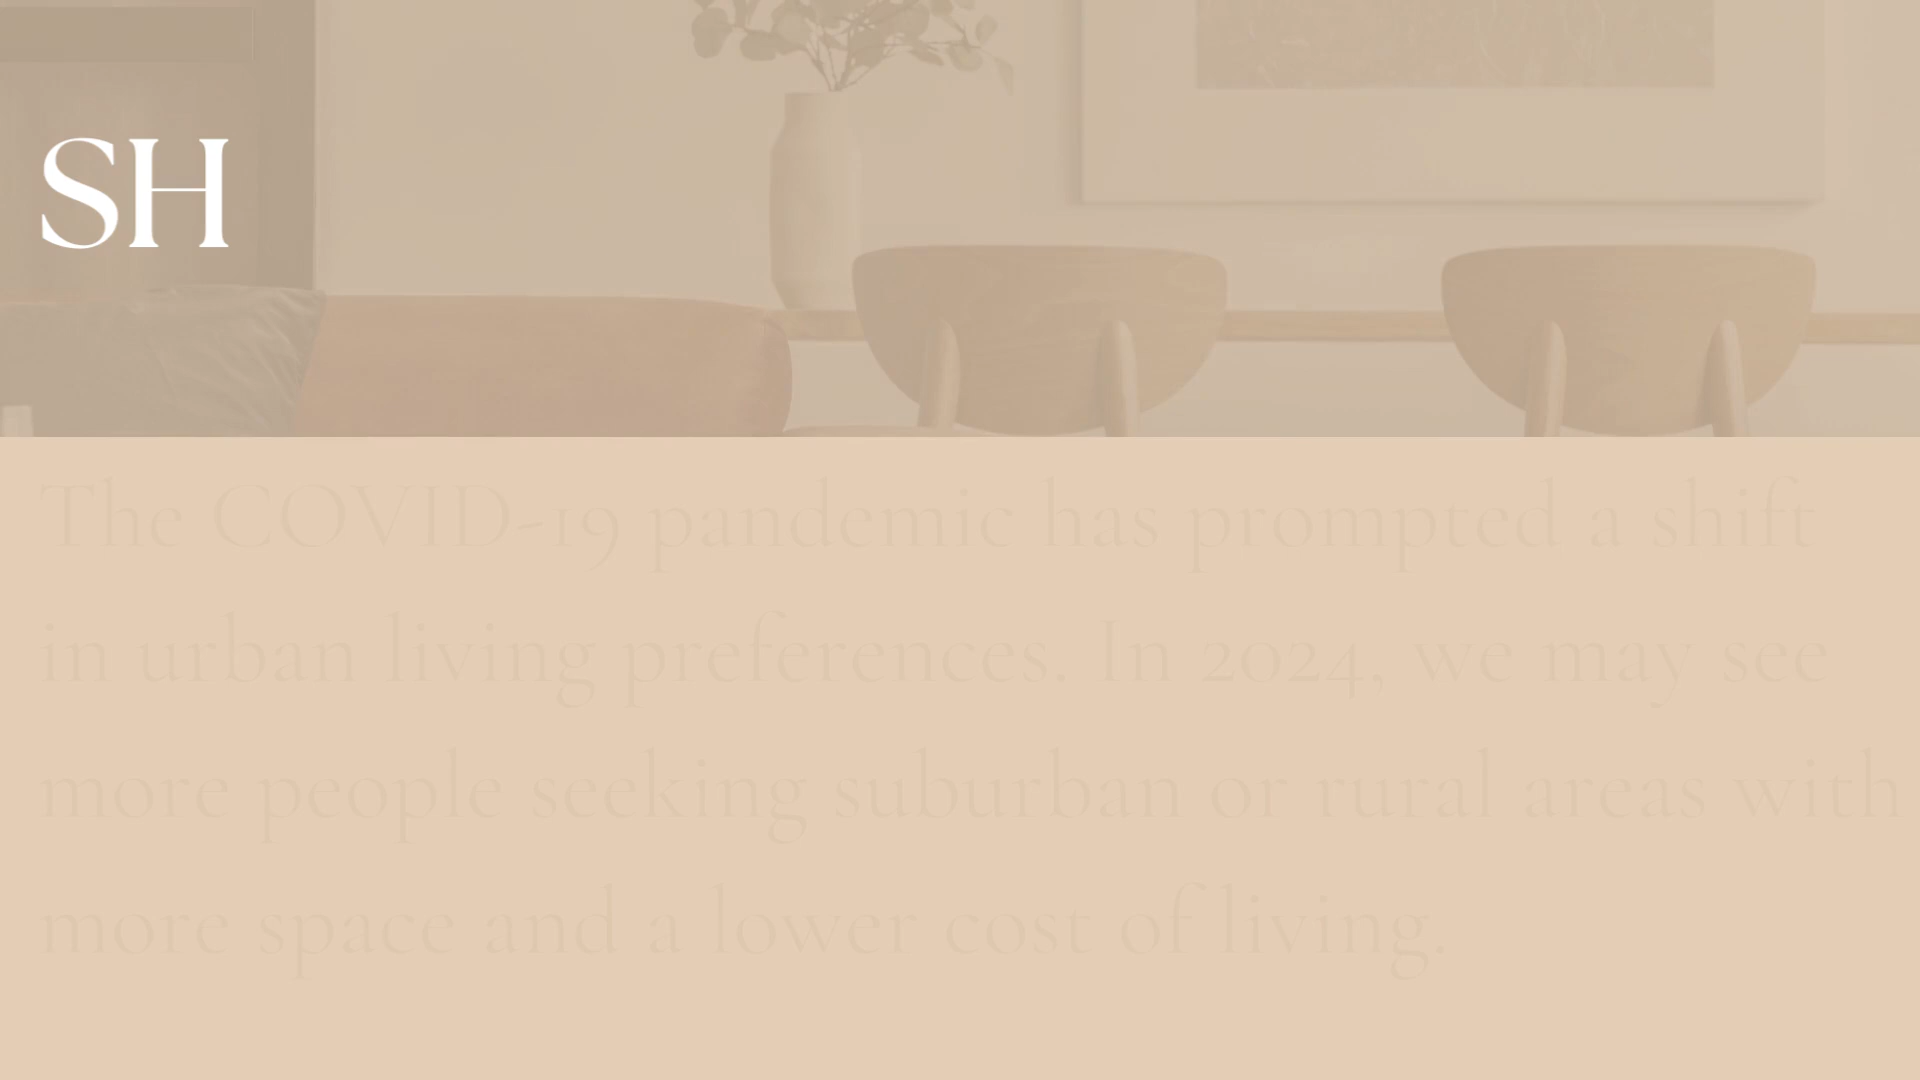 SH
The COVID-19 pandemic has prompted a shift
in urban living preferences. In 2024, we may see
more people seeking suburban or rural areas with
more space and a lower cost of living.